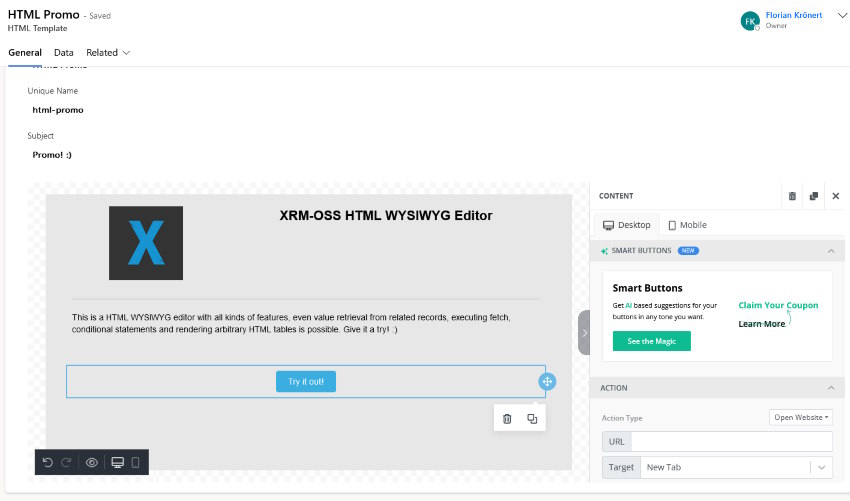 HTML Promo - Saved
HTML Template
FK
Florian Krönert
Owner
General Data Related
HTML Promo
Unique Name
html-promo
Subject
Promo! :)
X
XRM-OSS HTML WYSIWYG Editor
This is a HTML WYSIWYG editor with all kinds of features, even value retrieval from related records, executing fetch,
conditional statements and rendering arbitrary HTML tables is possible. Give it a try! :)
Try it out!
CONTENT
Desktop Mobile
SMART BUTTONS NEW
Smart Buttons
Get AI based suggestions for your
buttons in any tone you want.
See the Magic
Claim Your Coupon
Learn More
ACTION
Action Type Open Website
URL
Target New Tab